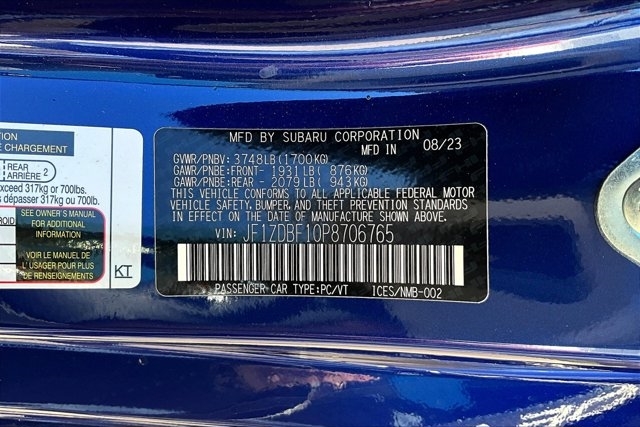 TION
E CHARGEMENT
REAR
ARRIÈRE 2
exceed 317kg or 700lbs.
s dépasser 317kg ou 700lb.
SEE OWNER'S MANUAL
FOR ADDITIONAL
INFORMATION
VOIR LE MANUEL DE
L'USAGER POUR PLUS DE
RENSEIGNEMENTS
KT
MFD BY SUBARU CORPORATION
MFD IN 08/23
GVWR/PNBV: 3748LB(1700KG)
GAWR/PNBE:FRONT- 1931LB( 876KG)
GAWR/PNBE:REAR - 2079LB( 943KG)
THIS VEHICLE CONFORMS TO ALL APPLICABLE FEDERAL MOTOR
VEHICLE SAFETY, BUMPER, AND THEFT PREVENTION STANDARDS
IN EFFECT ON THE DATE OF MANUFACTURE SHOWN ABOVE.
VIN: JF1ZDBF10P8706765
PASSENGER CAR TYPE:PC/VT ICES/NMB-002